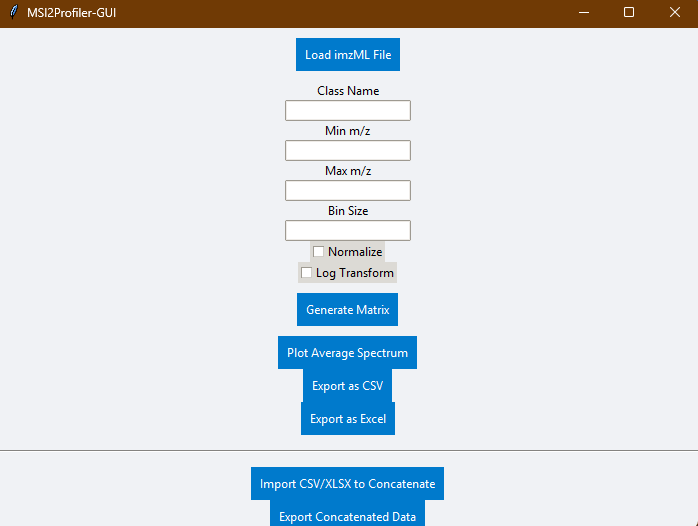 MSI2Profiler-GUI
Load imzML File
Class Name
Min m/z
Max m/z
Bin Size
Normalize
Log Transform
Generate Matrix
Plot Average Spectrum
Export as CSV
Export as Excel
Import CSV/XLSX to Concatenate
Export Concatenated Data